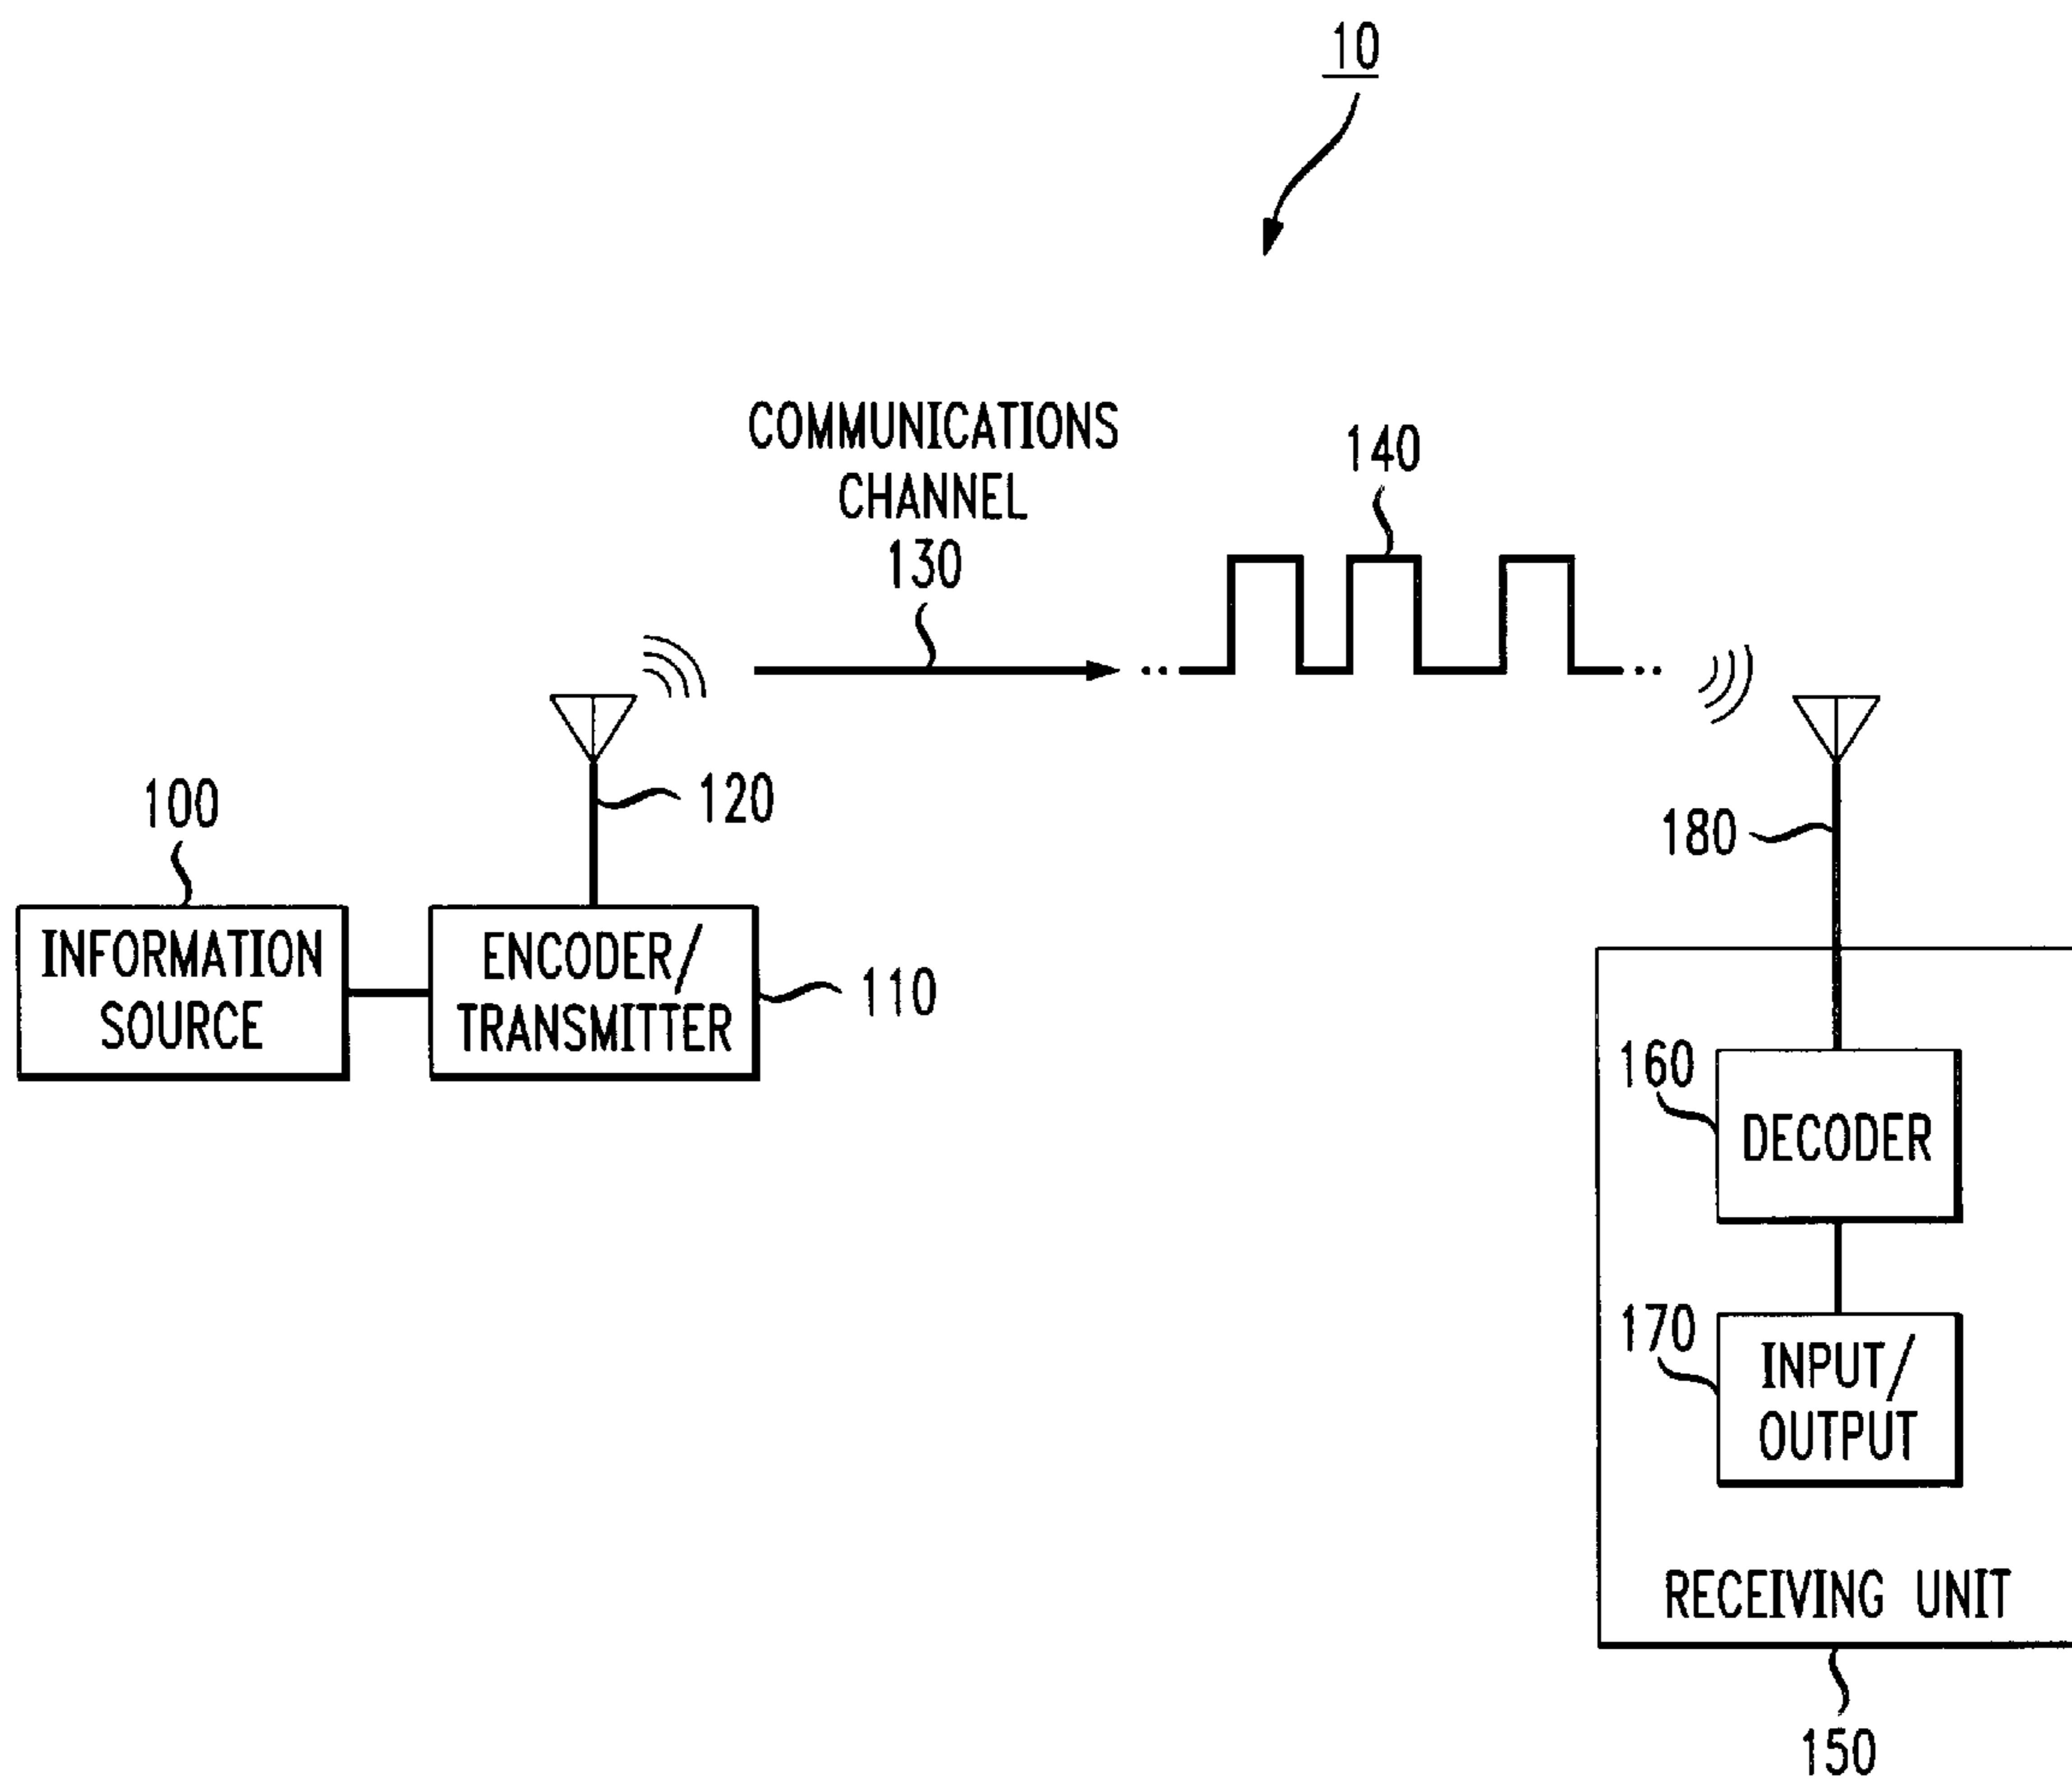 10
COMMUNICATIONS
CHANNEL
130
140
120
100
180
INFORMATION
SOURCE
ENCODER/
TRANSMITTER
110
160
DECODER
170
INPUT/
OUTPUT
RECEIVING UNIT
150